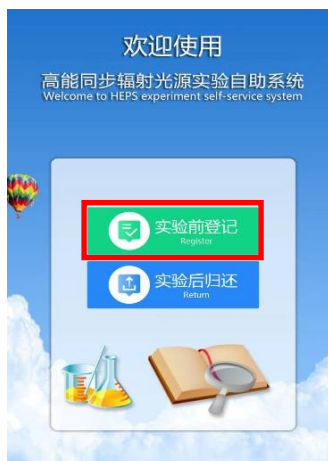 欢迎使用
高能同步辐射光源实验自助系统
Welcome to HEPS experiment self-service system
实验前登记
Register
实验后归还
Return